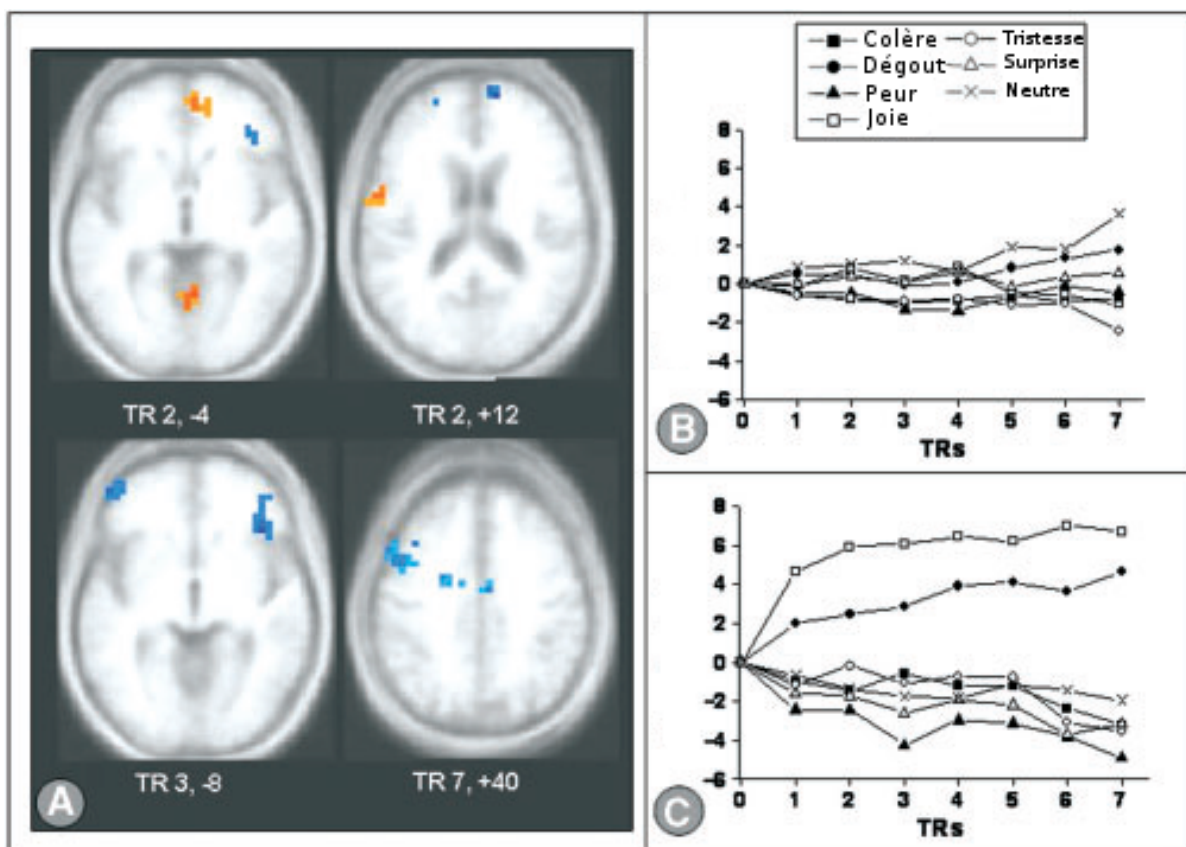 TR 2, -4
TR 2, +12
TR 3, -8
TR 7, +40
A
Colère
Tristesse
Dégout
Surprise
Peur
Neutre
Joie
8
6
4
2
0
-2
-4
-6
0 1 2 3 4 5 6 7
TRs
B
8
6
4
2
0
-2
-4
-6
0 1 2 3 4 5 6 7
TRs
C